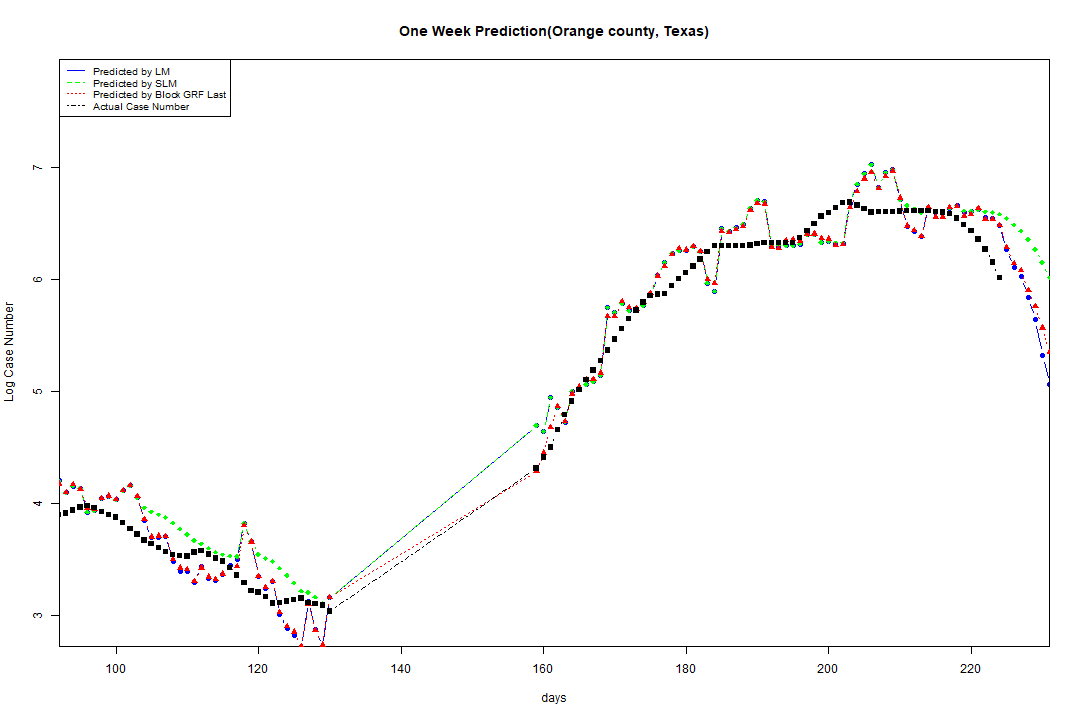 One Week Prediction(Orange county, Texas)
Predicted by LM
Predicted by SLM
Predicted by Block GRF Last
Actual Case Number
7
6
5
4
3
Log Case Number
100 120 140 160 180 200 220
days